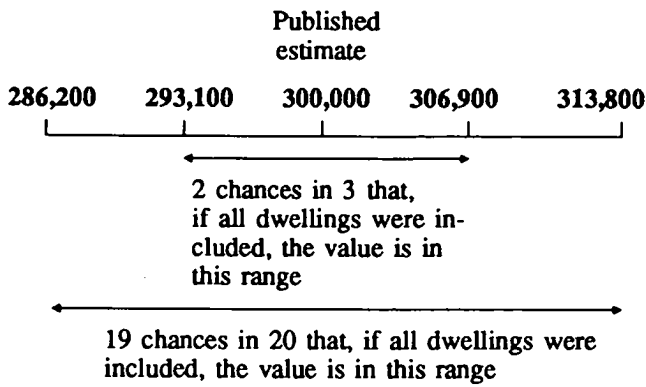 Published
estimate
286,200 293,100 300,000 306,900 313,800
2 chances in 3 that,
if all dwellings were in-
cluded, the value is in
this range
19 chances in 20 that, if all dwellings were
included, the value is in this range